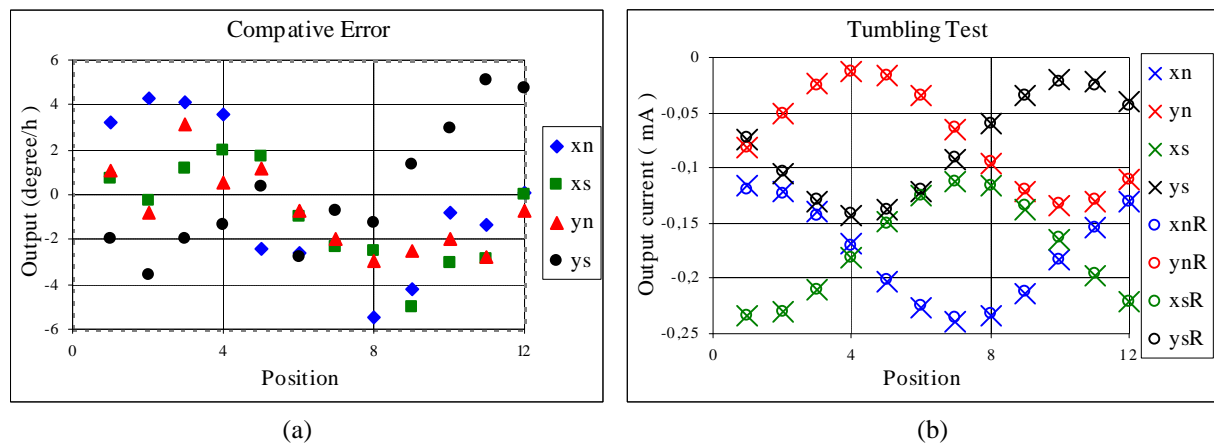 Compative Error
Output (degree/h )
6
4
2
0
-2
-4
-6
0
4
8
12
Position
xn
xs
yn
ys
(a)
Tumbling Test
Output current ( mA)
0
-0,05
-0,1
-0,15
-0,2
-0,25
0
4
8
12
Position
xn
yn
xs
ys
xnR
ynR
xsR
ysR
(b)